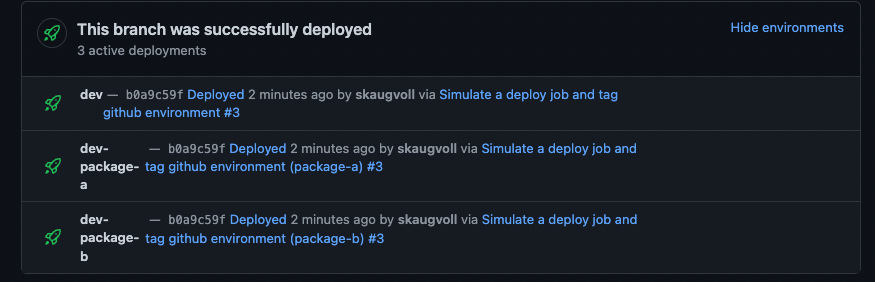 This branch was successfully deployed
Hide environments
3 active deployments
dev — b0a9c59f Deployed 2 minutes ago by skaugvoll via Simulate a deploy job and tag
github environment #3
dev- — b0a9c59f Deployed 2 minutes ago by skaugvoll via Simulate a deploy job and
package- tag github environment (package-a) #3
a
dev- — b0a9c59f Deployed 2 minutes ago by skaugvoll via Simulate a deploy job and
package- tag github environment (package-b) #3
b